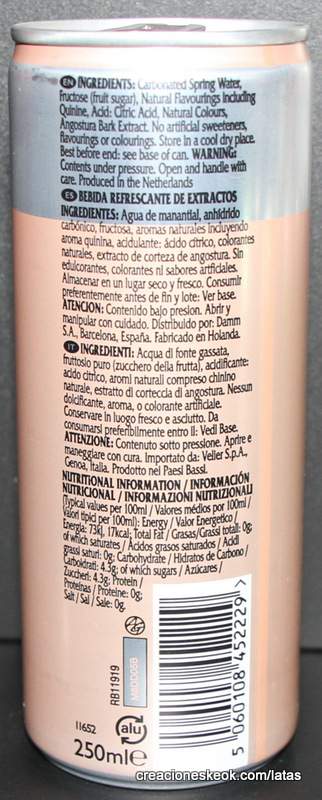 EN INGREDIENTS: Carbonated Spring Water,
Fructose (fruit sugar), Natural Flavourings including
Quinine, Acid: Citric Acid, Natural Colours,
Angostura Bark Extract. No artificial sweeteners,
flavourings or colourings. Store in a cool dry place.
Best before end: see base of can. WARNING:
Contents under pressure. Open and handle with
care. Produced in the Netherlands
ES BEBIDA REFRESCANTE DE EXTRACTOS
INGREDIENTES: Agua de manantial, anhídrido
carbónico, fructosa, aromas naturales incluyendo
aroma quinina, acidulante: ácido cítrico, colorantes
naturales, extracto de corteza de angostura. Sin
edulcorantes, colorantes ni sabores artificiales.
Almacenar en un lugar seco y fresco. Consumir
preferentemente antes de fin y lote: Ver base.
ATENCION: Contenido bajo presion. Abrir y
manipular con cuidado. Distribuido por: Damm
S.A., Barcelona, España. Fabricado en Holanda.
IT INGREDIENTI: Acqua di fonte gassata,
fruttosio puro (zucchero della frutta), acidificante:
acido citrico, aromi naturali compreso chinino
naturale, estratto di corteccia di angostura. Nessun
dolcificante, aroma, o colorante artificiale.
Conservare in luogo fresco e asciutto. Da
consumarsi preferibilmente entro il: Vedi Base.
ATTENZIONE: Contenuto sotto pressione. Aprire e
maneggiare con cura. Importato da: Velier S.p.A.,
Genoa, Italia. Prodotto nei Paesi Bassi.
NUTRITIONAL INFORMATION / INFORMACIÓN
NUTRICIONAL / INFORMAZIONI NUTRIZIONALI
(Typical values per 100ml / Valores médios por 100ml /
Valori tipici per 100ml): Energy / Valor Energetico /
Energia: 73kJ, 17kcal; Total Fat / Grasas/Grassi totali: 0g;
of which saturates / Acidos grasos saturados / Acidi
grassi saturi: 0g; Carbohydrate / Hidratos de Carbono /
Carboidrati: 4.3g; of which sugars / Azúcares /
Zuccheri: 4.3g; Protein /
Proteinas / Proteine: 0g;
Salt / Sal / Sale: 0g.
5 060108 452229 >
RB11919
11652
alu
250ml e
creacioneskeok.com/latas